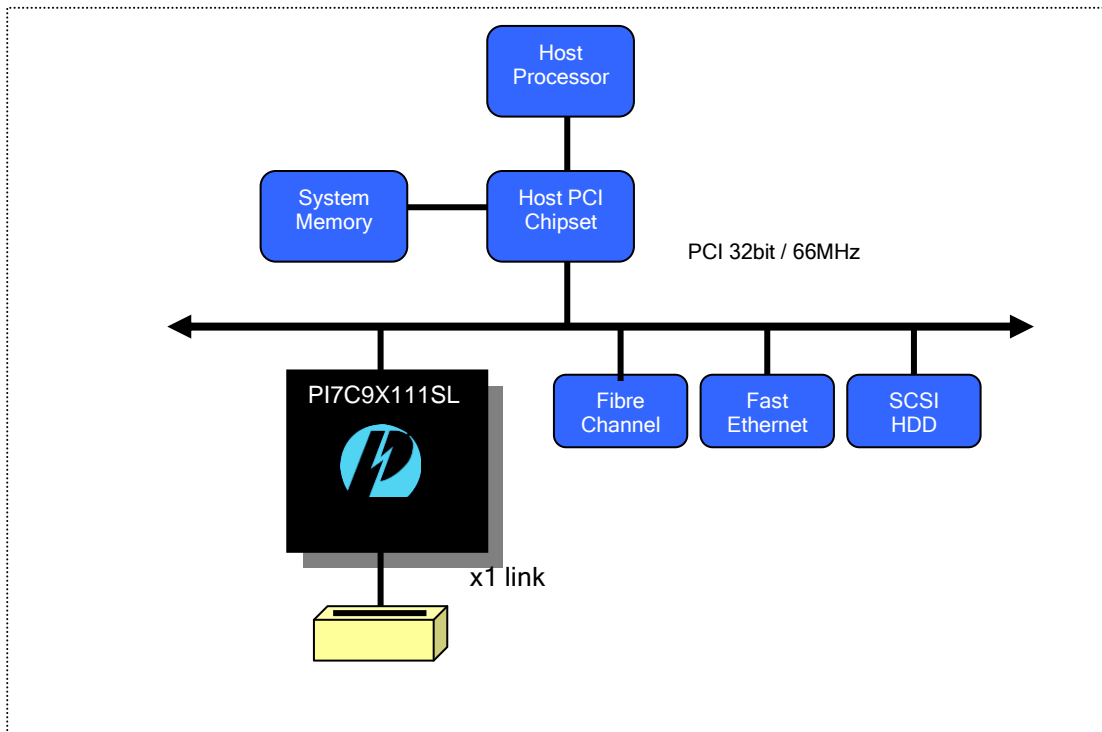 Host
Processor
System
Memory
Host PCI
Chipset
PCI 32bit / 66MHz
PI7C9X111SL
Fibre
Channel
Fast
Ethernet
SCSI
HDD
x1 link